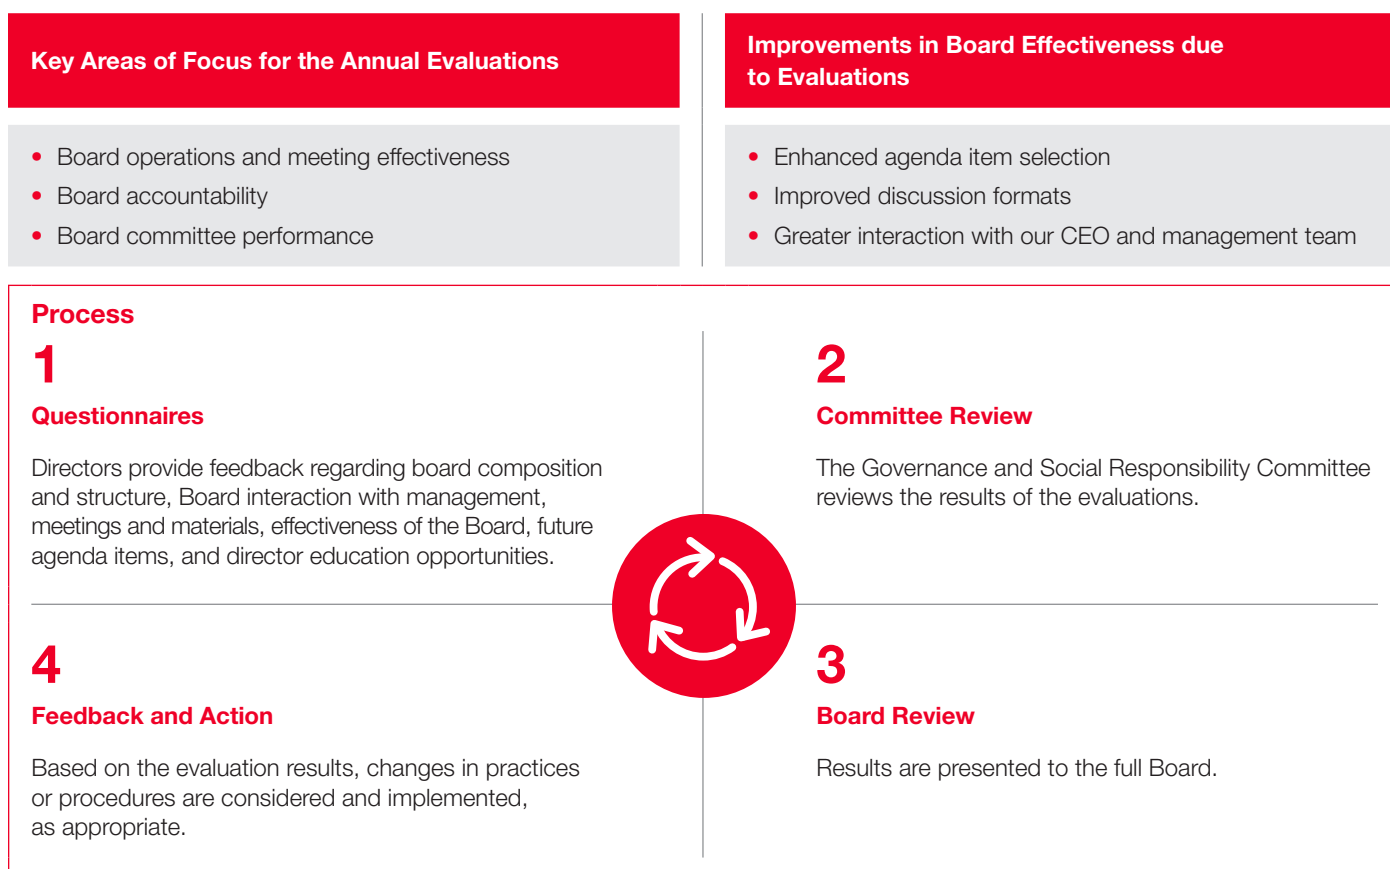 Key Areas of Focus for the Annual Evaluations
• Board operations and meeting effectiveness
• Board accountability
• Board committee performance
Improvements in Board Effectiveness due
to Evaluations
• Enhanced agenda item selection
• Improved discussion formats
• Greater interaction with our CEO and management team
Process
1
Questionnaires
Directors provide feedback regarding board composition
and structure, Board interaction with management,
meetings and materials, effectiveness of the Board, future
agenda items, and director education opportunities.
2
Committee Review
The Governance and Social Responsibility Committee
reviews the results of the evaluations.
3
Board Review
Results are presented to the full Board.
4
Feedback and Action
Based on the evaluation results, changes in practices
or procedures are considered and implemented,
as appropriate.